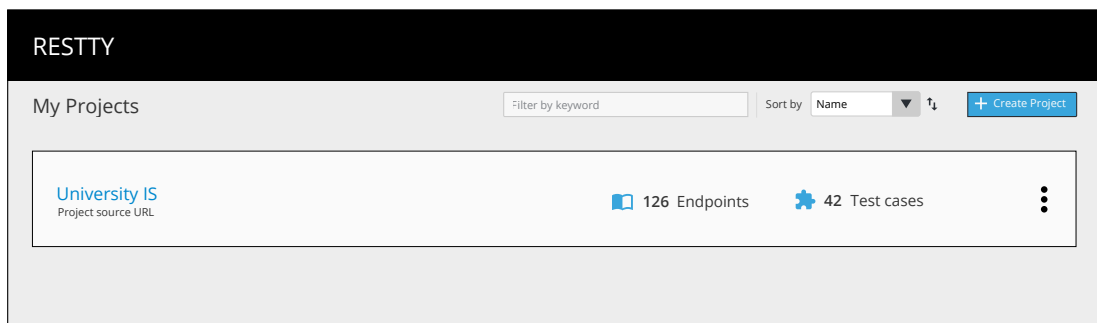 RESTTY
My Projects
Filter by keyword
Sort by
Name
Create Project
University IS
Project source URL
126 Endpoints
42 Test cases